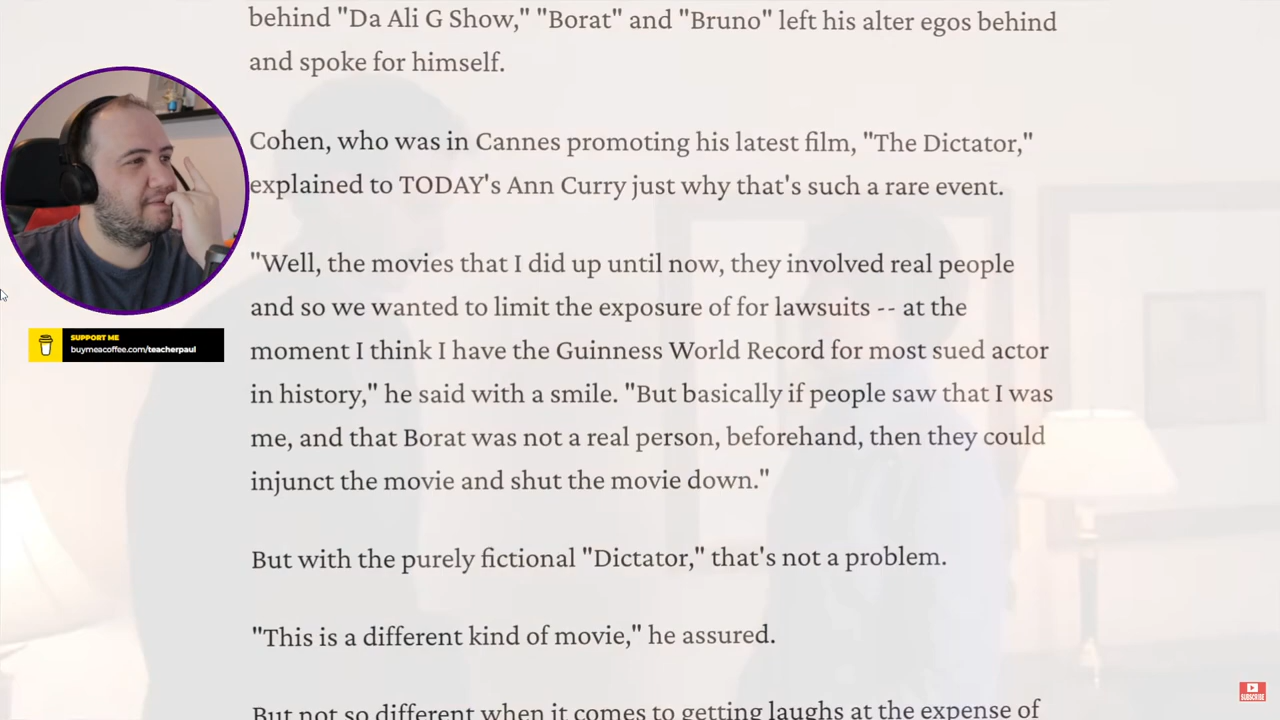 behind "Da Ali G Show," "Borat" and "Bruno" left his alter egos behind
and spoke for himself.
Cohen, who was in Cannes promoting his latest film, "The Dictator,"
explained to TODAY's Ann Curry just why that's such a rare event.
"Well, the movies that I did up until now, they involved real people
and so we wanted to limit the exposure of for lawsuits -- at the
moment I think I have the Guinness World Record for most sued actor
in history," he said with a smile. "But basically if people saw that I was
me, and that Borat was not a real person, beforehand, then they could
injunct the movie and shut the movie down."
But with the purely fictional "Dictator," that's not a problem.
"This is a different kind of movie," he assured.
But not so different when it comes to getting laughs at the expense of
SUPPORT ME
buymeacoffee.com/teacherpaul
SUBSCRIBE